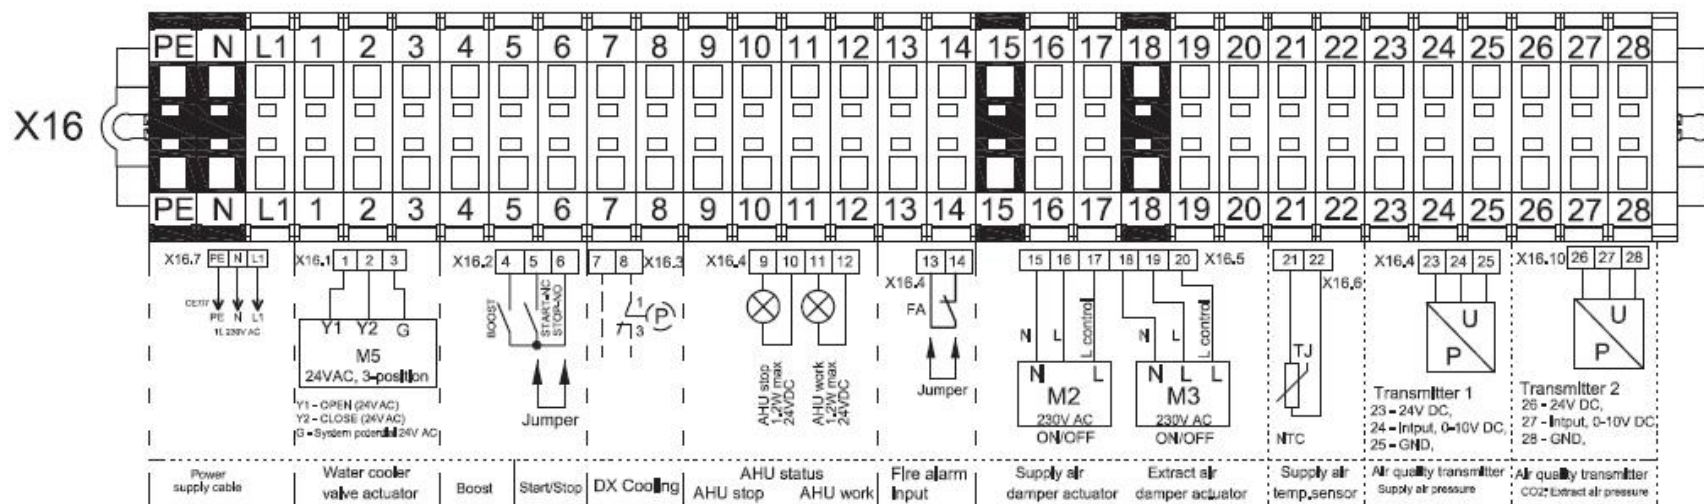 PE N L1 1 2 3 4 5 6 7 8 9 10 11 12 13 14 15 16 17 18 19 20 21 22 23 24 25 26 27 28
X16
PE N L1 1 2 3 4 5 6 7 8 9 10 11 12 13 14 15 16 17 18 19 20 21 22 23 24 25 26 27 28
X16.7 PE N L1
PE N L1
1L 230V AC
X16.1 1 2 3
Y1 Y2 G
M5
24VAC, 3-position
Y1 - OPEN (24VAC)
Y2 - CLOSE (24VAC)
G - System potential 24V AC
X16.2 4 5 6
BOOST
START-NC
STOP-NO
Jumper
7 8 X16.3
1
P
3
X16.4 9 10 11 12
AHU stop
1,2W max
24VDC
AHU work
1,2W max
24VDC
13 14
X16.4
FA
Jumper
15 16 17 18 19 20 X16.5
N L L control
N L L control
N L
M2
230V AC
ON/OFF
N L L
M3
230V AC
ON/OFF
21 22
X16.6
TJ
NTC
X16.4 23 24 25
U
P
Transmitter 1
23 - 24V DC,
24 - Intput, 0-10V DC,
25 - GND,
X16.10 26 27 28
U
P
Transmitter 2
26 - 24V DC,
27 - Intput, 0-10V DC
28 - GND,
Power
supply cable
Water cooler
valve actuator
Boost
Start/Stop
DX Cooling
AHU status
AHU stop AHU work
Fire alarm
Input
Supply air
damper actuator
Extract air
damper actuator
Supply air
temp.sensor
Air quality transmitter
Supply air pressure
Air quality transmitter
CO2* Extract air pressure